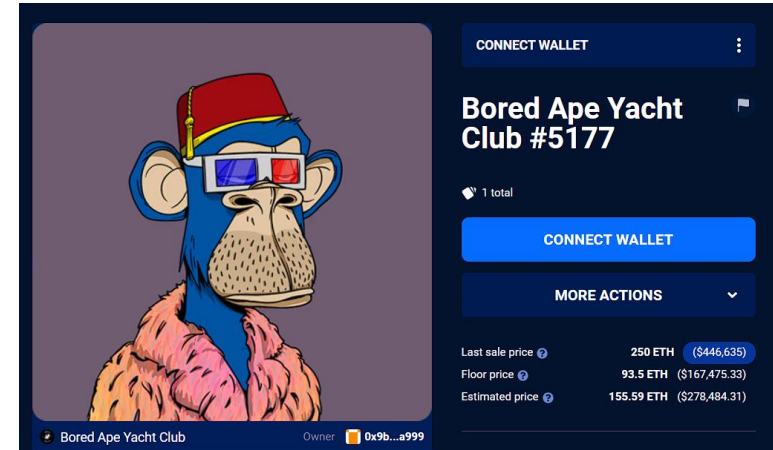 CONNECT WALLET
Bored Ape Yacht
Club #5177
1 total
CONNECT WALLET
MORE ACTIONS
Last sale price 250 ETH ($446,635)
Floor price 93.5 ETH ($167,475.33)
Estimated price 155.59 ETH ($278,484.31)
Bored Ape Yacht Club Owner 0x9b...a999